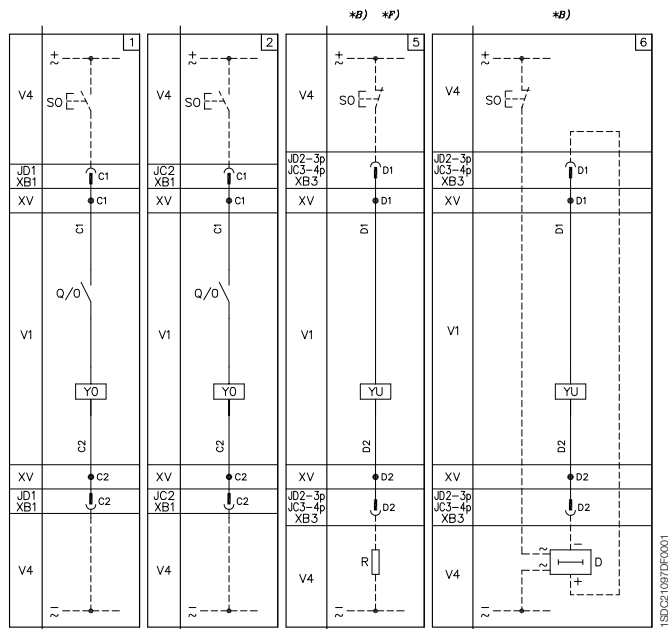 *B) *F)
*B)
1
V4
+
~
SO
JD1
XB1
C1
XV
C1
C1
Q/0
V1
YO
C2
XV
C2
JD1
XB1
C2
V4
–
~
2
V4
+
~
SO
JC2
XB1
C1
XV
C1
C1
Q/0
V1
YO
C2
XV
C2
JC2
XB1
C2
V4
–
~
5
V4
+
~
SO
JD2-3p
JC3-4p
XB3
D1
XV
D1
D1
V1
YU
D2
XV
D2
JD2-3p
JC3-4p
XB3
D2
R
V4
–
~
6
V4
+
~
SO
JD2-3p
JC3-4p
XB3
D1
XV
D1
D1
V1
YU
D2
XV
D2
JD2-3p
JC3-4p
XB3
D2
~ –
~
D
+
V4
–
~
1SDC21097DF0001